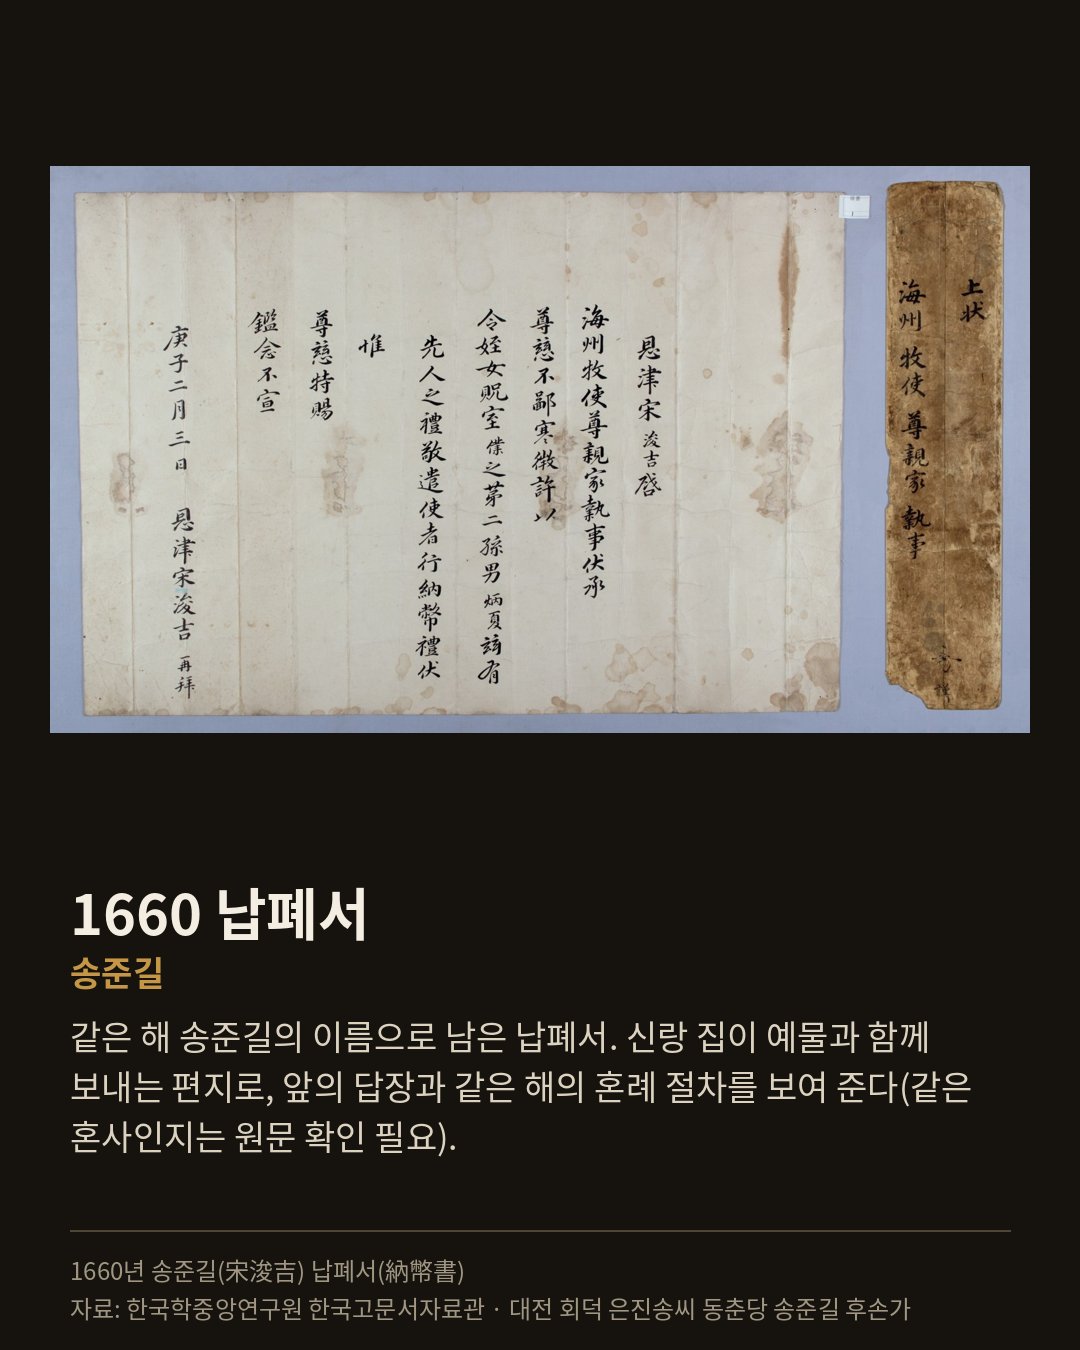 上狀
海州 牧使 尊親家 執事
恩津宋浚吉啓
海州牧使尊親家執事伏承
尊慈不鄙寒微許以
令姪女貺室僕之第二孫男炳夏玆有
先人之禮敬遣使者行納幣禮伏
惟
尊慈特賜
鑑念不宣
庚子二月三日 恩津宋浚吉 再拜
1660 납폐서
송준길
같은 해 송준길의 이름으로 남은 납폐서. 신랑 집이 예물과 함께
보내는 편지로, 앞의 답장과 같은 해의 혼례 절차를 보여 준다(같은
혼사인지는 원문 확인 필요).
1660년 송준길(宋浚吉) 납폐서(納幣書)
자료: 한국학중앙연구원 한국고문서자료관 · 대전 회덕 은진송씨 동춘당 송준길 후손가